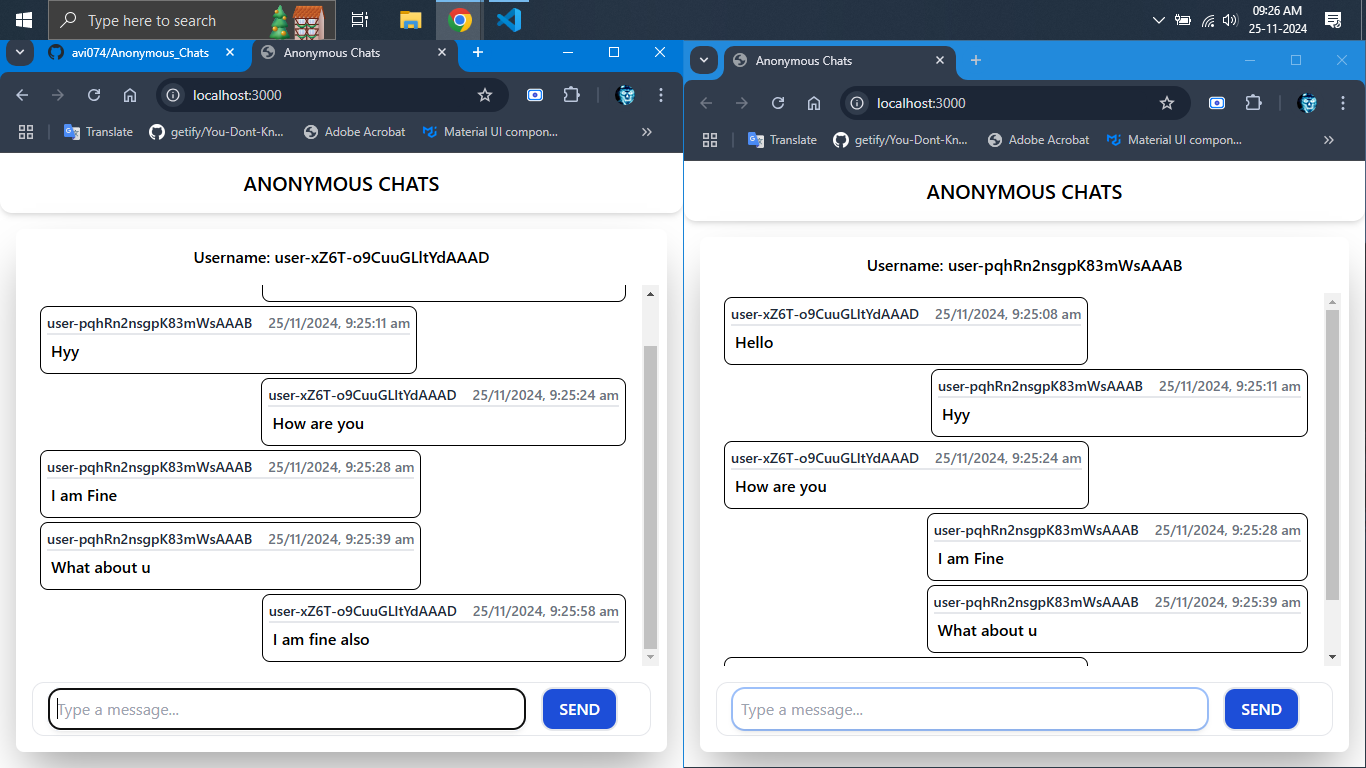 Type here to search
09:26 AM
25-11-2024
avi074/Anonymous_Chats
Anonymous Chats
localhost:3000
Translate
getify/You-Dont-Kn...
Adobe Acrobat
Material UI compon...
ANONYMOUS CHATS
Username: user-xZ6T-o9CuuGLltYdAAAD
user-pqhRn2nsgpK83mWsAAAB 25/11/2024, 9:25:11 am
Hyy
user-xZ6T-o9CuuGLltYdAAAD 25/11/2024, 9:25:24 am
How are you
user-pqhRn2nsgpK83mWsAAAB 25/11/2024, 9:25:28 am
I am Fine
user-pqhRn2nsgpK83mWsAAAB 25/11/2024, 9:25:39 am
What about u
user-xZ6T-o9CuuGLltYdAAAD 25/11/2024, 9:25:58 am
I am fine also
Type a message...
SEND
Anonymous Chats
localhost:3000
Translate
getify/You-Dont-Kn...
Adobe Acrobat
Material UI compon...
ANONYMOUS CHATS
Username: user-pqhRn2nsgpK83mWsAAAB
user-xZ6T-o9CuuGLltYdAAAD 25/11/2024, 9:25:08 am
Hello
user-pqhRn2nsgpK83mWsAAAB 25/11/2024, 9:25:11 am
Hyy
user-xZ6T-o9CuuGLltYdAAAD 25/11/2024, 9:25:24 am
How are you
user-pqhRn2nsgpK83mWsAAAB 25/11/2024, 9:25:28 am
I am Fine
user-pqhRn2nsgpK83mWsAAAB 25/11/2024, 9:25:39 am
What about u
Type a message...
SEND